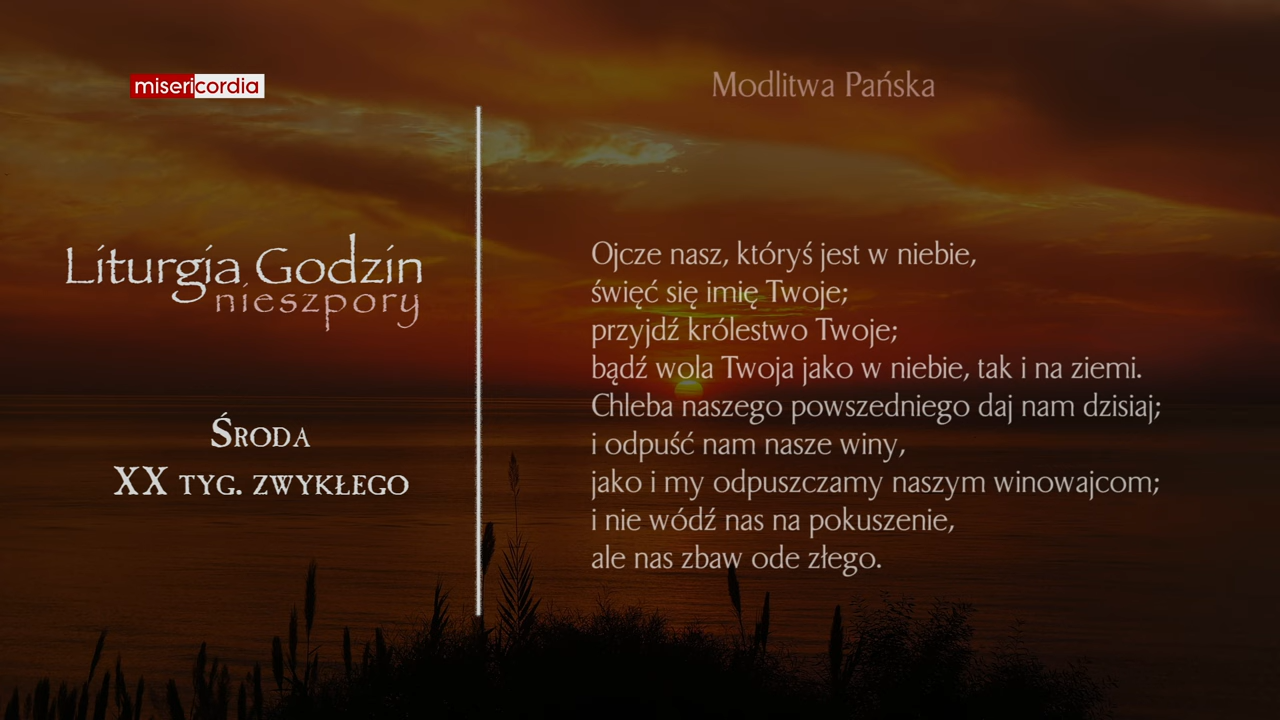 misericordia
Liturgia Godzin
nieszpory
Środa
XX tyg. zwykłego
Modlitwa Pańska
Ojcze nasz, któryś jest w niebie,
święć się imię Twoje;
przyjdź królestwo Twoje;
bądź wola Twoja jako w niebie, tak i na ziemi.
Chleba naszego powszedniego daj nam dzisiaj;
i odpuść nam nasze winy,
jako i my odpuszczamy naszym winowajcom;
i nie wódź nas na pokuszenie,
ale nas zbaw ode złego.